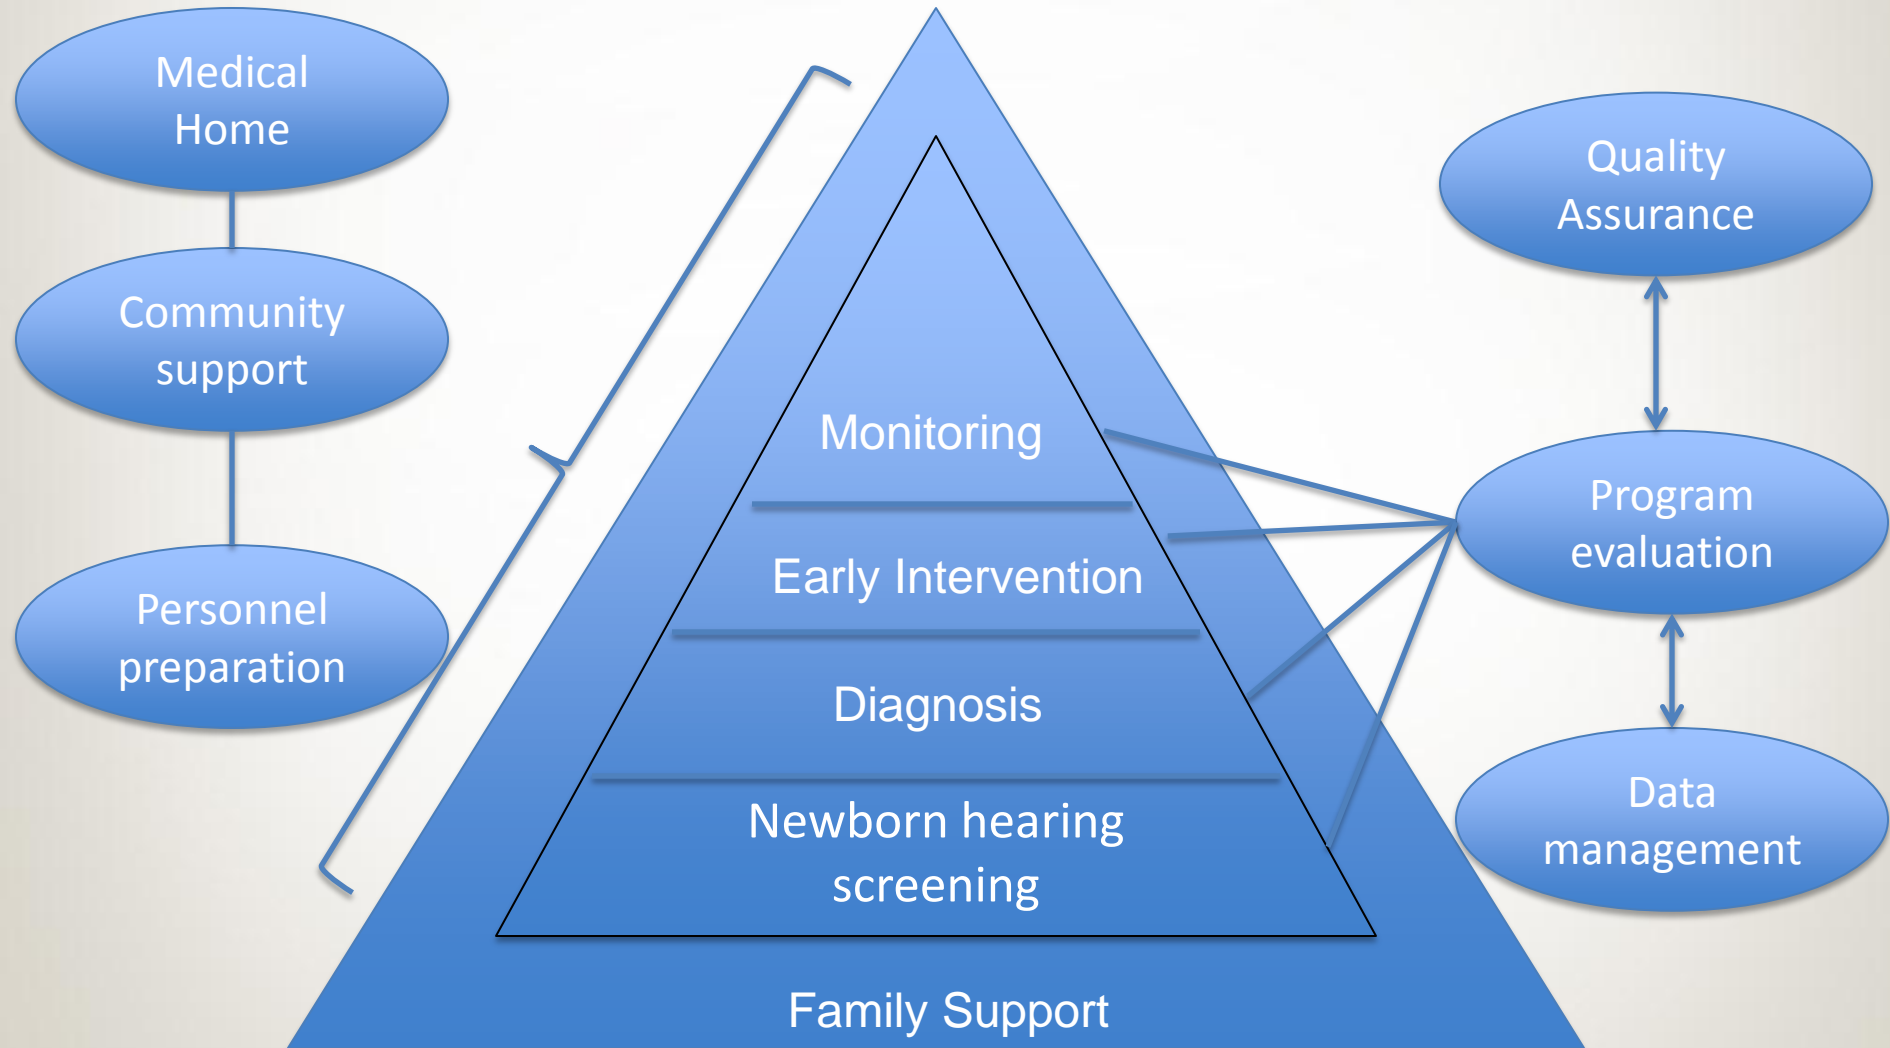 Medical
Home
Community
support
Personnel
preparation
Monitoring
Early Intervention
Diagnosis
Newborn hearing
screening
Family Support
Quality
Assurance
Program
evaluation
Data
management